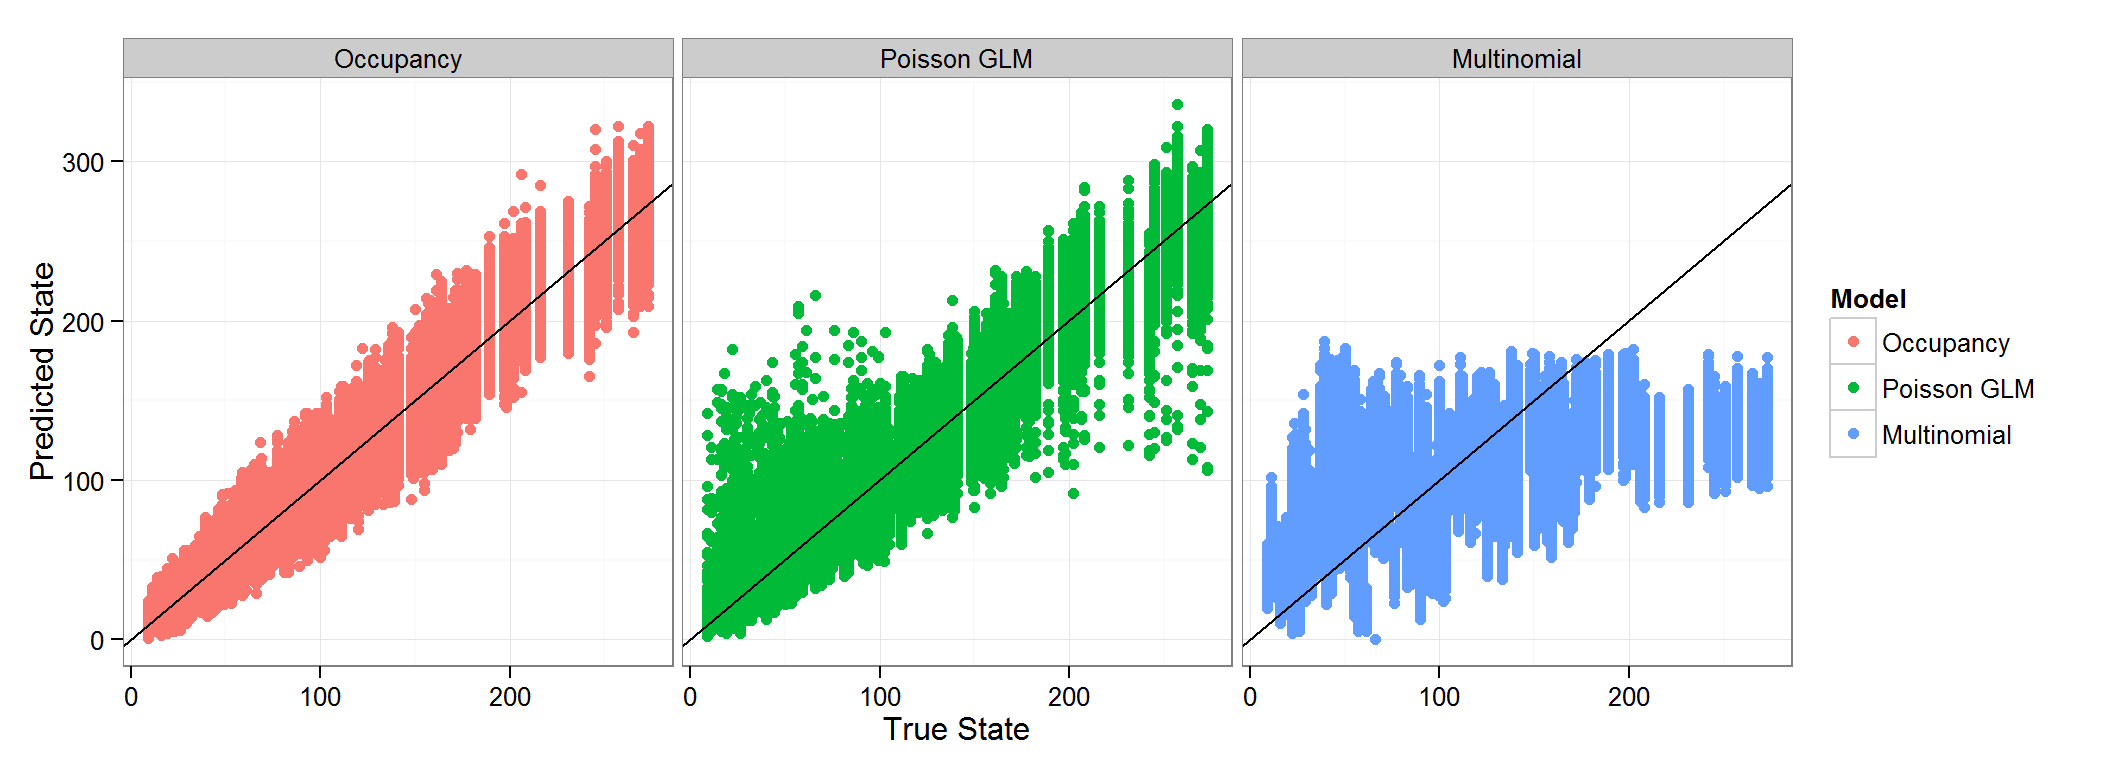 Occupancy Poisson GLM Multinomial
300
200
100
0
Predicted State
0 100 200 0 100 200 0 100 200
True State
Model
Occupancy
Poisson GLM
Multinomial